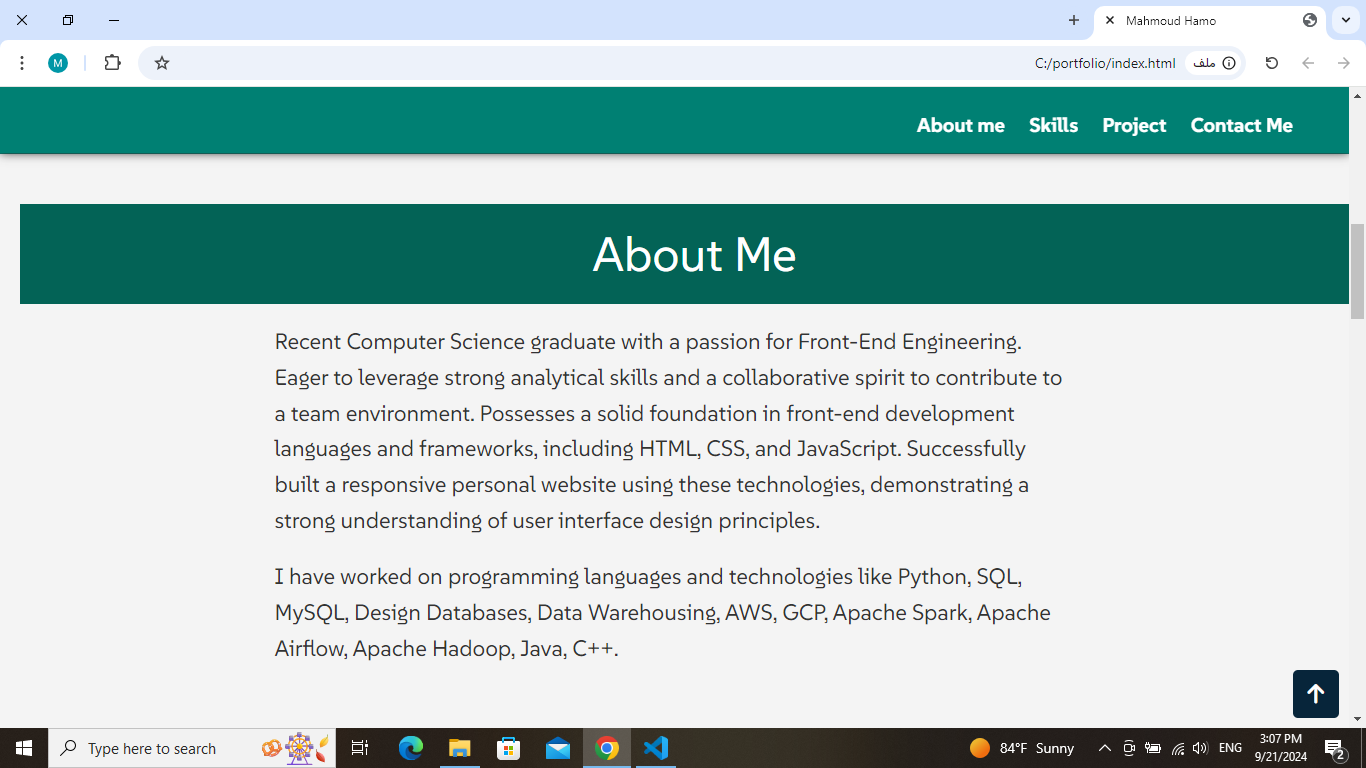 Mahmoud Hamo
M
C:/portfolio/index.html
ملف
About me Skills Project Contact Me
About Me
Recent Computer Science graduate with a passion for Front-End Engineering.
Eager to leverage strong analytical skills and a collaborative spirit to contribute to
a team environment. Possesses a solid foundation in front-end development
languages and frameworks, including HTML, CSS, and JavaScript. Successfully
built a responsive personal website using these technologies, demonstrating a
strong understanding of user interface design principles.
I have worked on programming languages and technologies like Python, SQL,
MySQL, Design Databases, Data Warehousing, AWS, GCP, Apache Spark, Apache
Airflow, Apache Hadoop, Java, C++.
Type here to search
84°F Sunny
ENG
3:07 PM
9/21/2024
2